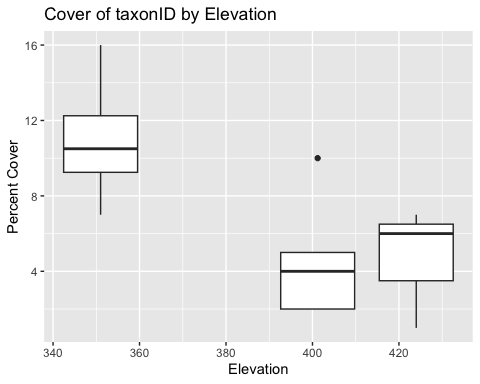 Cover of taxonID by Elevation
16
12
8
4
Percent Cover
340 360 380 400 420
Elevation